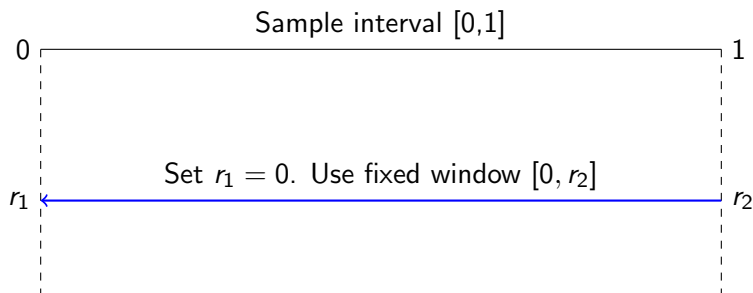 Sample interval [0,1]
0 1
Set r₁ = 0. Use fixed window [0, r₂]
r₁ r₂